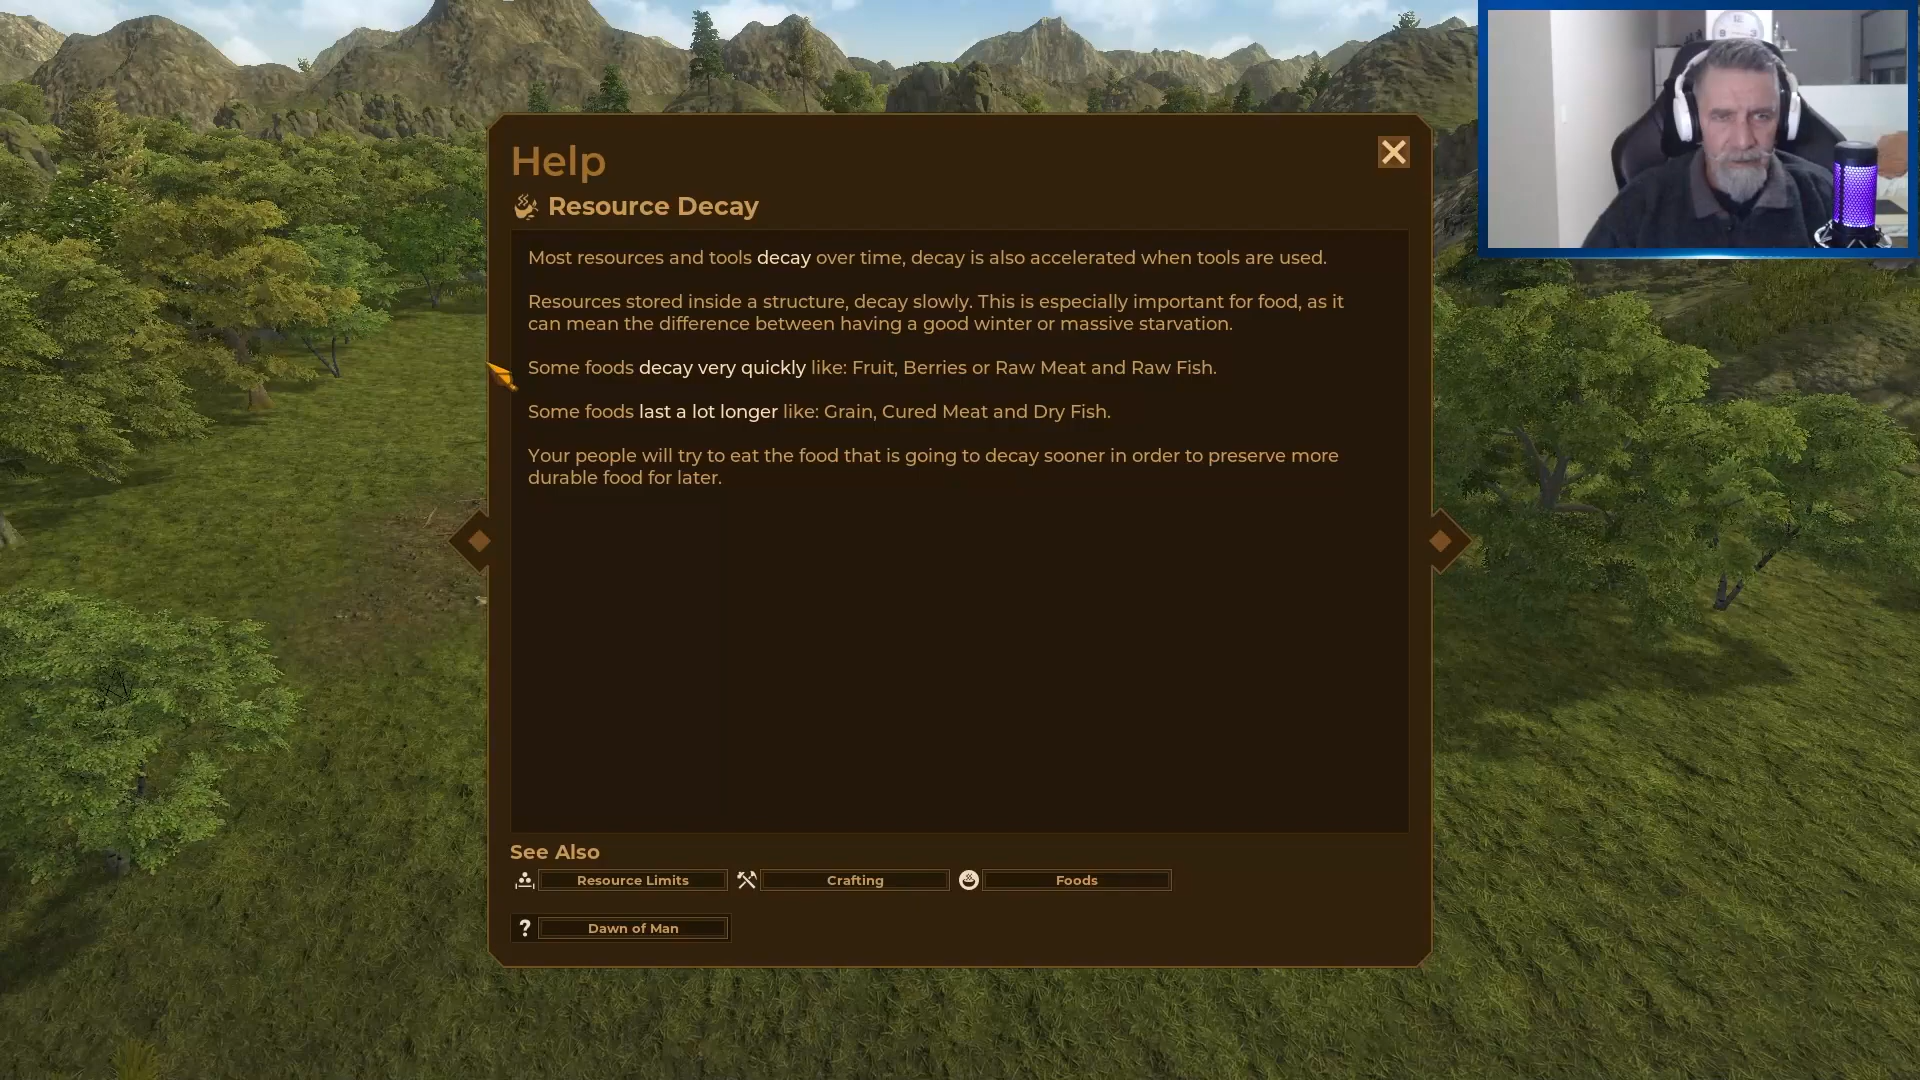 Help
Resource Decay
Most resources and tools decay over time, decay is also accelerated when tools are used.
Resources stored inside a structure, decay slowly. This is especially important for food, as it
can mean the difference between having a good winter or massive starvation.
Some foods decay very quickly like: Fruit, Berries or Raw Meat and Raw Fish.
Some foods last a lot longer like: Grain, Cured Meat and Dry Fish.
Your people will try to eat the food that is going to decay sooner in order to preserve more
durable food for later.
See Also
Resource Limits
Crafting
Foods
? Dawn of Man